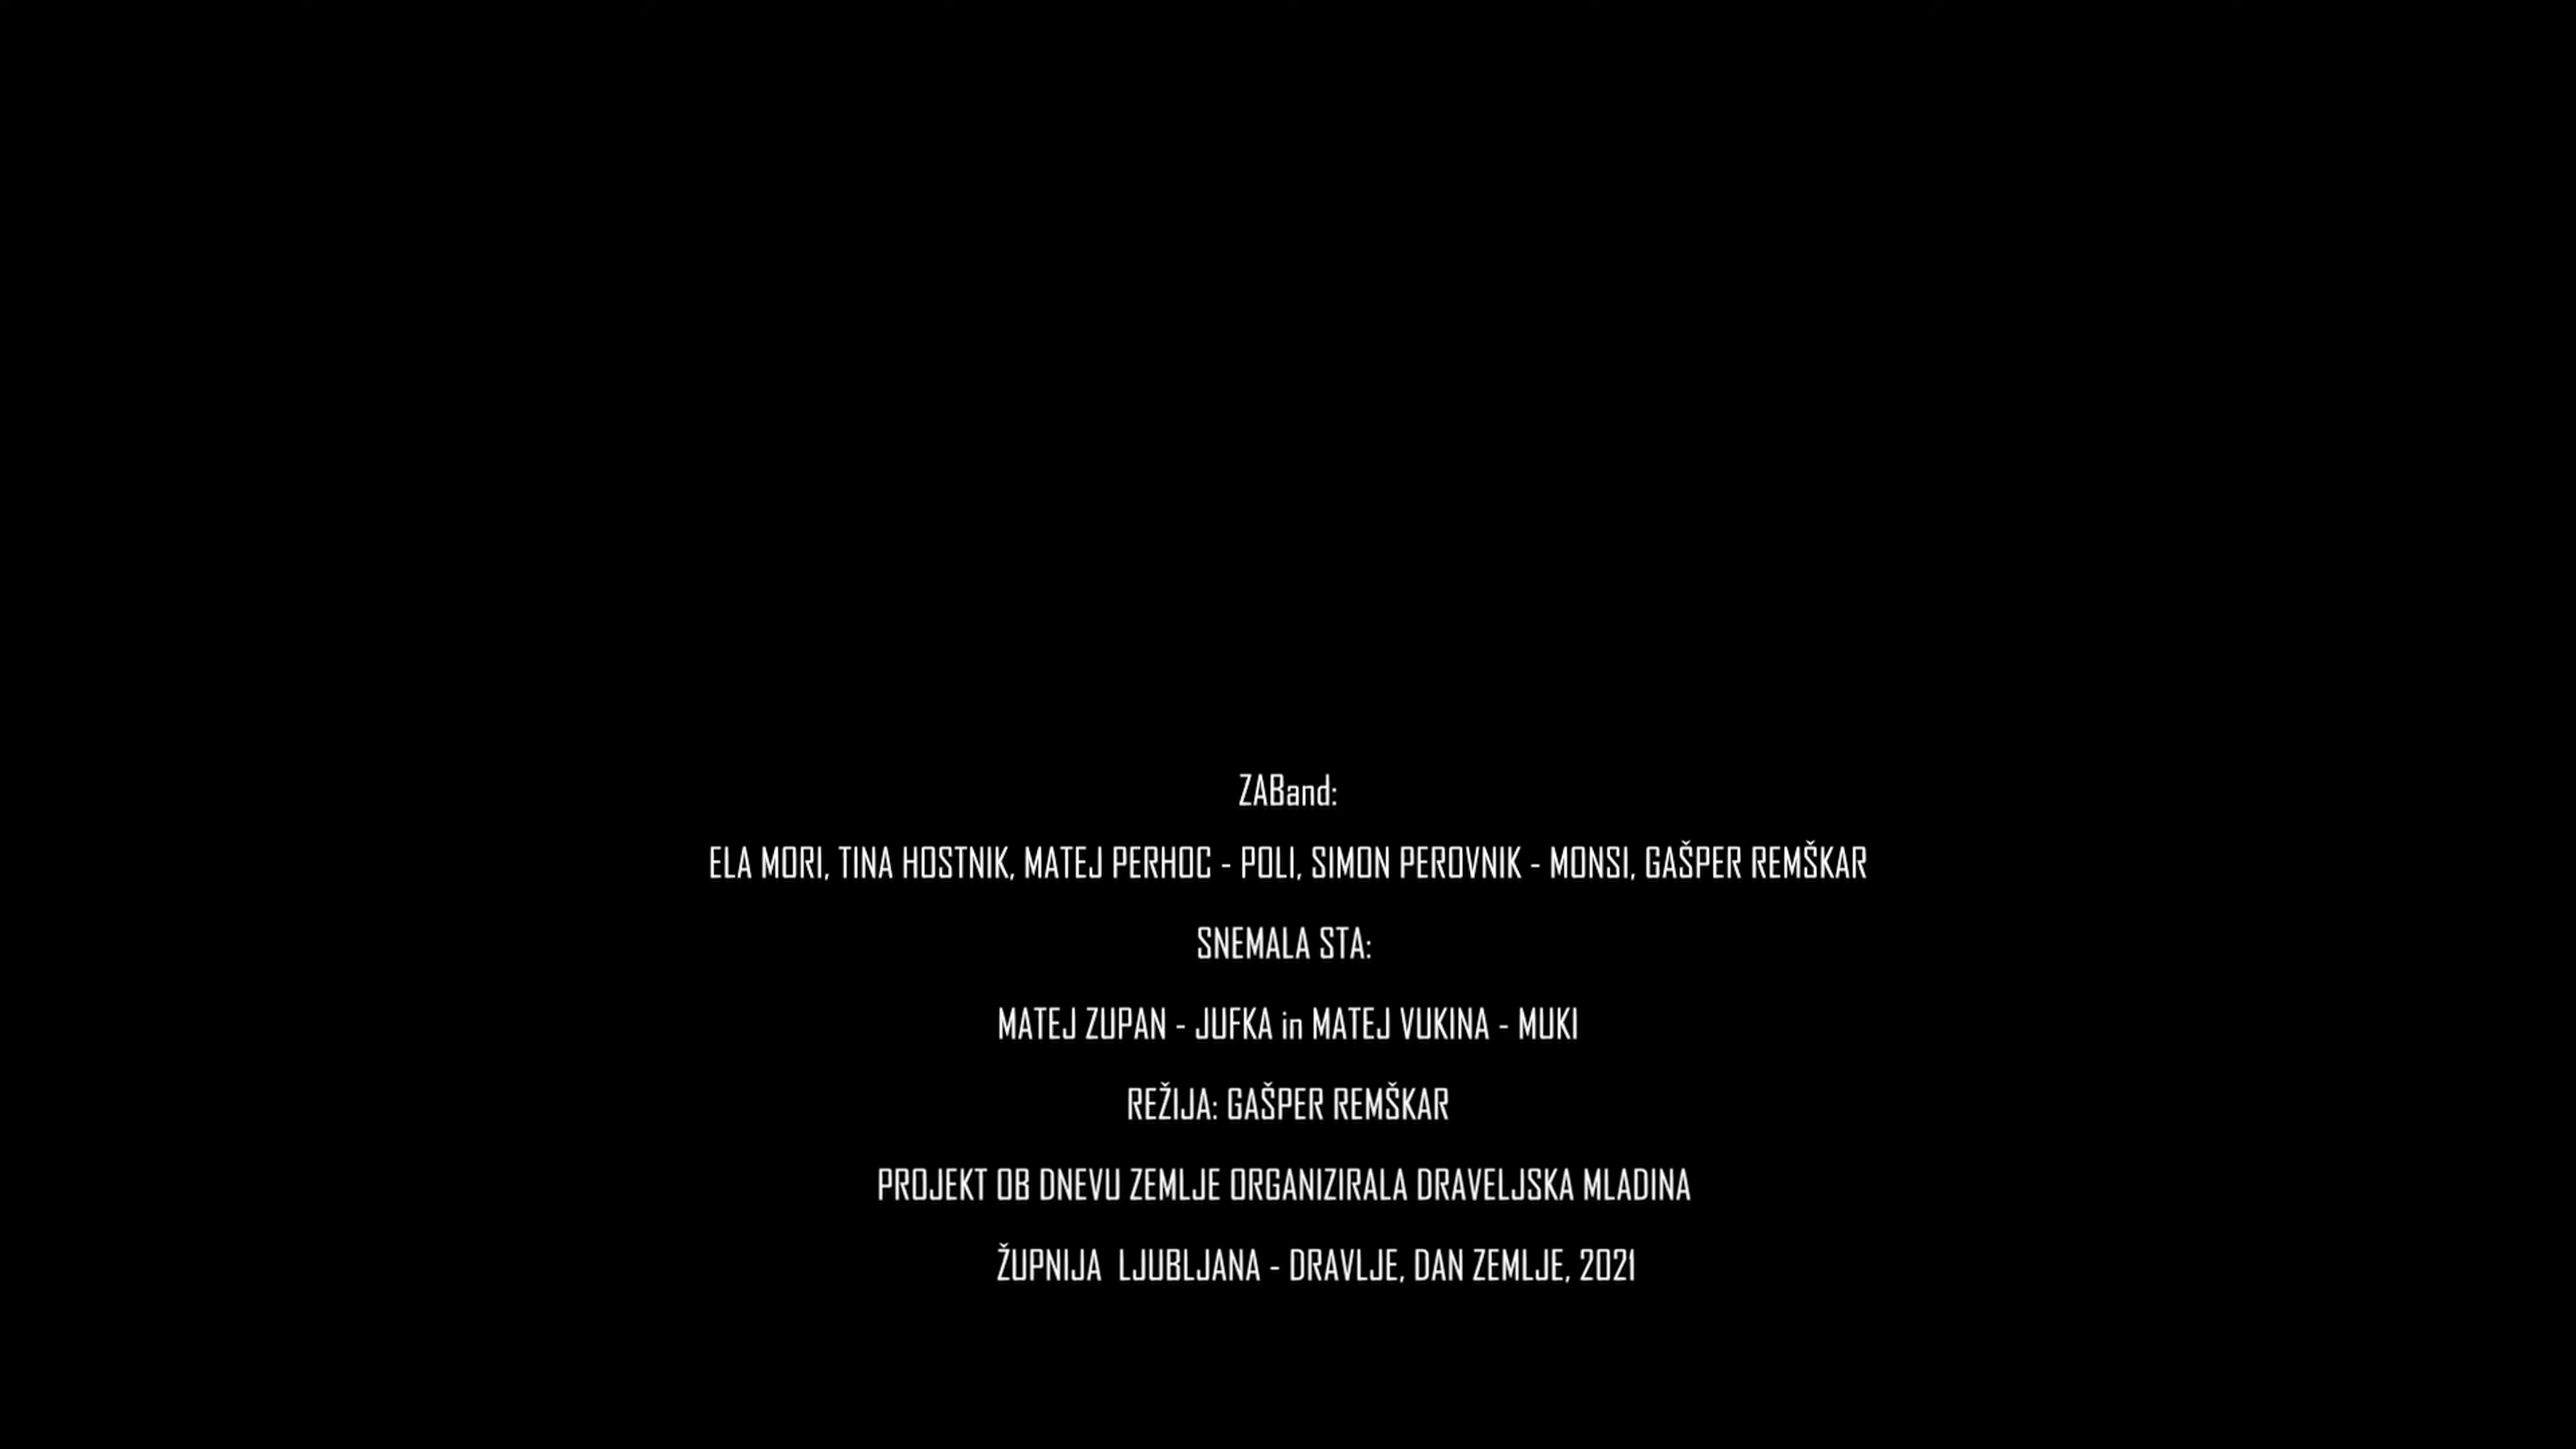 ZABand:
ELA MORI, TINA HOSTNIK, MATEJ PERHOC - POLI, SIMON PEROVNIK - MONSI, GAŠPER REMŠKAR
SNEMALA STA:
MATEJ ZUPAN - JUFKA in MATEJ VUKINA - MUKI
REŽIJA: GAŠPER REMŠKAR
PROJEKT OB DNEVU ZEMLJE ORGANIZIRALA DRAVELJSKA MLADINA
ŽUPNIJA  LJUBLJANA - DRAVLJE, DAN ZEMLJE, 2021